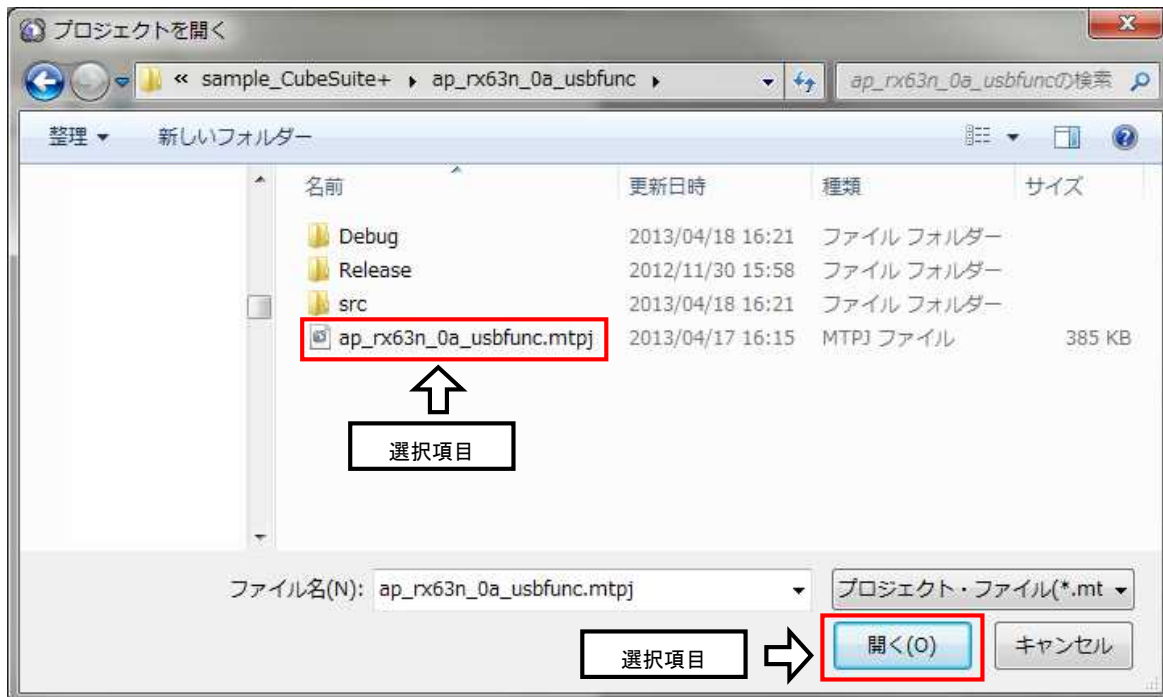 プロジェクトを開く
« sample_CubeSuite+ ▸ ap_rx63n_0a_usbfunc ▸
ap_rx63n_0a_usbfuncの検索
整理 新しいフォルダー
名前 更新日時 種類 サイズ
Debug 2013/04/18 16:21 ファイル フォルダー
Release 2012/11/30 15:58 ファイル フォルダー
src 2013/04/18 16:21 ファイル フォルダー
ap_rx63n_0a_usbfunc.mtpj 2013/04/17 16:15 MTPJ ファイル 385 KB
選択項目
ファイル名(N): ap_rx63n_0a_usbfunc.mtpj プロジェクト・ファイル(*.mt
選択項目 開く(O) キャンセル